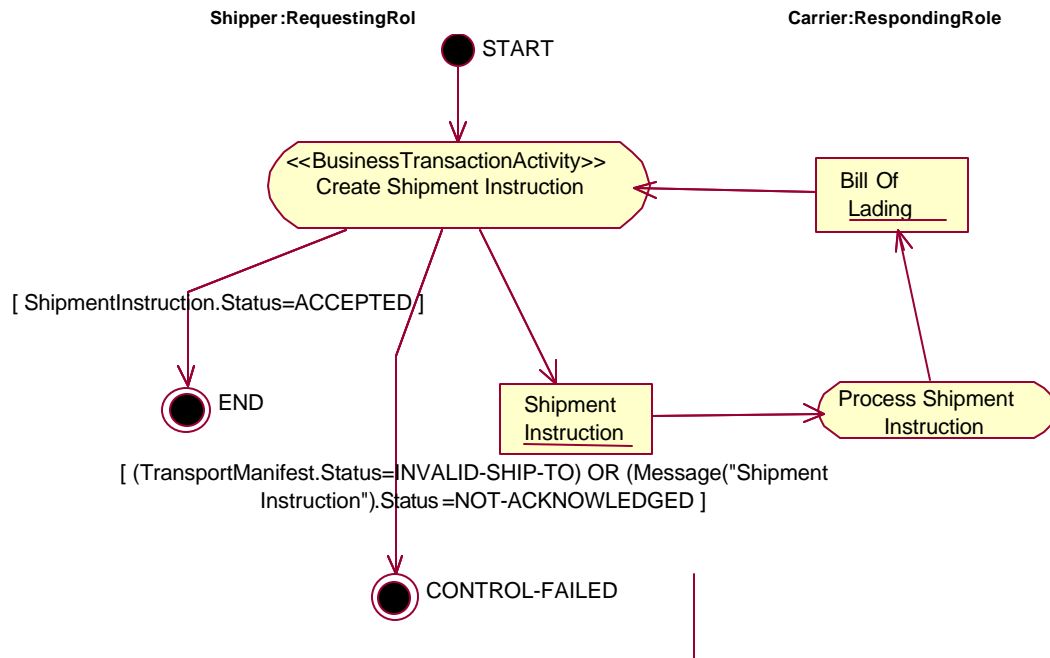 Shipper:RequestingRol
Carrier:RespondingRole
START
<<BusinessTransactionActivity>>
Create Shipment Instruction
Bill Of
Lading
[ ShipmentInstruction.Status=ACCEPTED ]
END
Shipment
Instruction
Process Shipment
Instruction
[ (TransportManifest.Status=INVALID-SHIP-TO) OR (Message("Shipment
Instruction").Status=NOT-ACKNOWLEDGED ]
CONTROL-FAILED